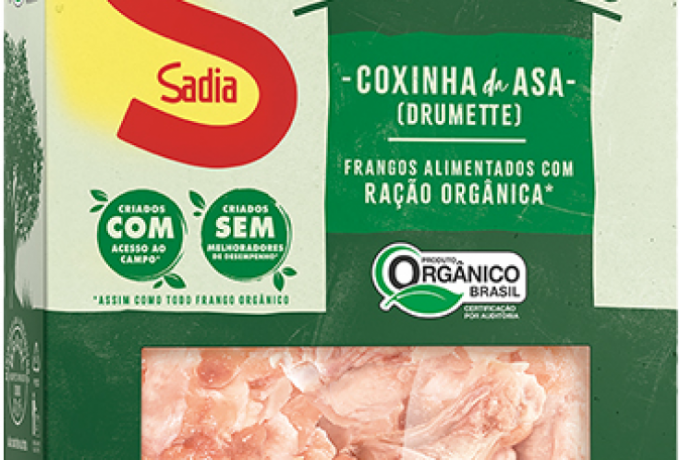 Sadia
-COXINHA da ASA-
(DRUMETTE)
FRANGOS ALIMENTADOS COM
RAÇÃO ORGÂNICA*
CRIADOS
COM
ACESSO AO
CAMPO*
CRIADOS
SEM
MELHORADORES
DE DESEMPENHO*
*ASSIM COMO TODO FRANGO ORGÂNICO
PRODUTO
ORGÂNICO
BRASIL
CERTIFICAÇÃO
POR AUDITORIA